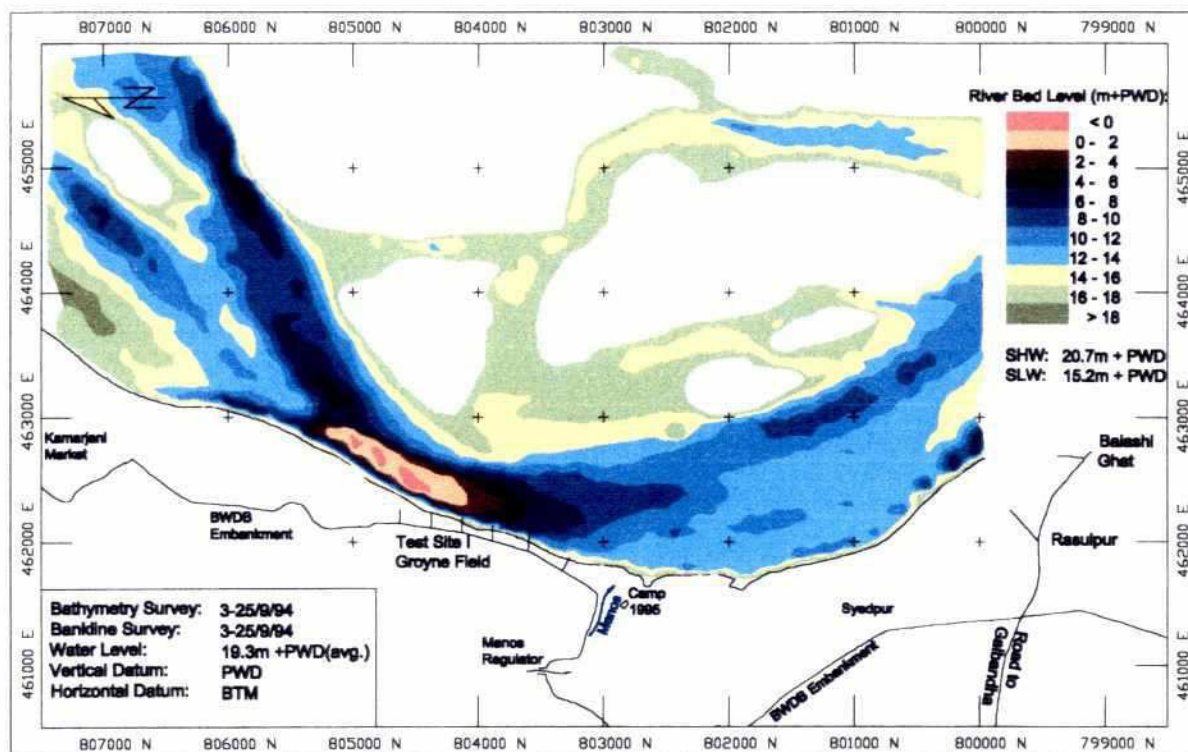 807000 N 806000 N 805000 N 804000 N 803000 N 802000 N 801000 N 800000 N 799000 N
465000 E
464000 E
463000 E
462000 E
461000 E
N
River Bed Level (m+PWD):
< 0
0 - 2
2 - 4
4 - 6
6 - 8
8 - 10
10 - 12
12 - 14
14 - 16
16 - 18
> 18
SHW: 20.7m + PWD
SLW: 15.2m + PWD
465000 E
464000 E
463000 E
462000 E
461000 E
Kamarjani
Market
BWDB
Embankment
Test Site I
Groyne Field
Manos
Camp
1995
Manos
Regulator
Syedpur
BWDB Embankment
Balashi
Ghat
Rasulpur
Road to
Gaibandha
Bathymetry Survey: 3-25/9/94
Bankline Survey: 3-25/9/94
Water Level: 19.3m +PWD(avg.)
Vertical Datum: PWD
Horizontal Datum: BTM
807000 N 806000 N 805000 N 804000 N 803000 N 802000 N 801000 N 800000 N 799000 N